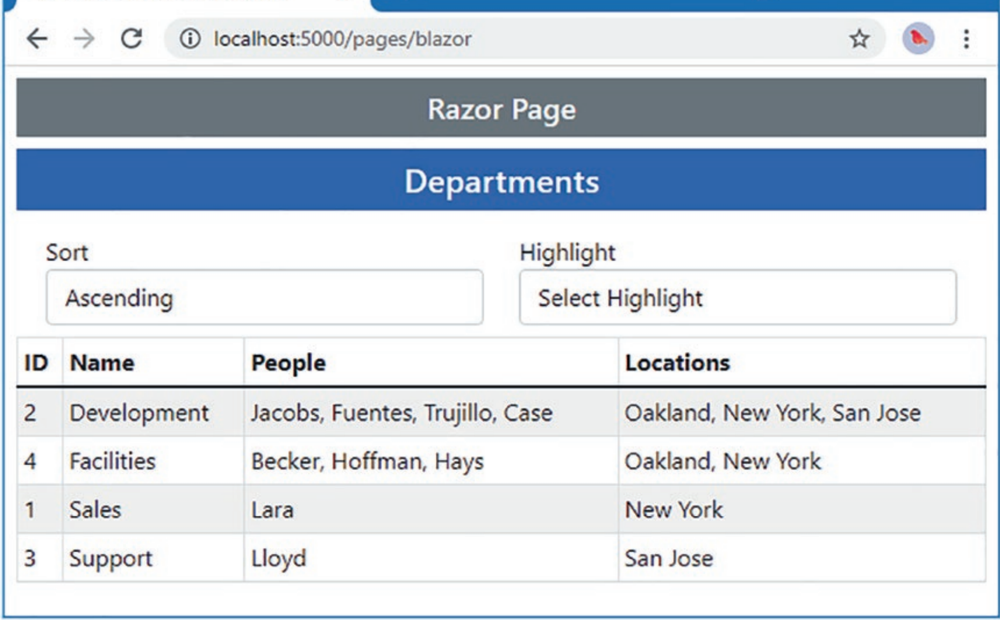 localhost:5000/pages/blazor
Razor Page
Departments
Sort Highlight
Ascending Select Highlight
ID Name People Locations
2 Development Jacobs, Fuentes, Trujillo, Case Oakland, New York, San Jose
4 Facilities Becker, Hoffman, Hays Oakland, New York
1 Sales Lara New York
3 Support Lloyd San Jose